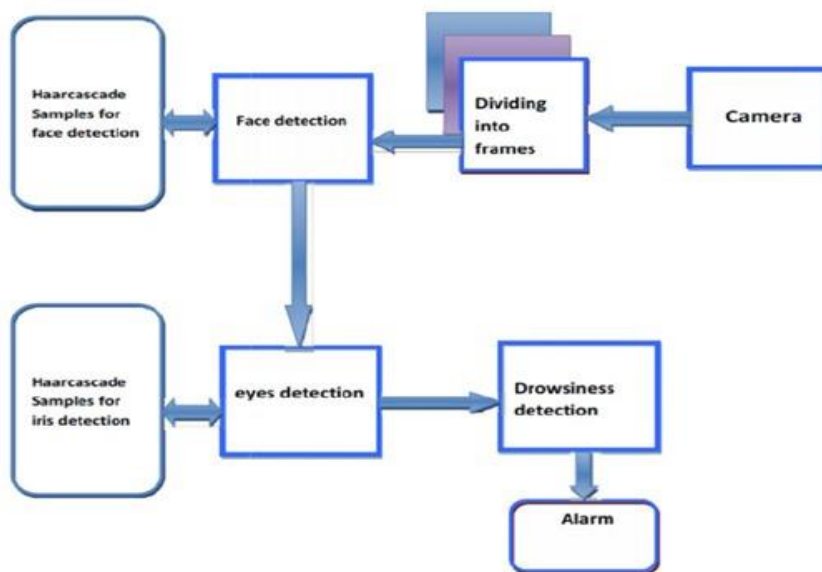 Haarcascade
Samples for
face detection
Face detection
Dividing
into
frames
Camera
Haarcascade
Samples for
iris detection
eyes detection
Drowsiness
detection
Alarm